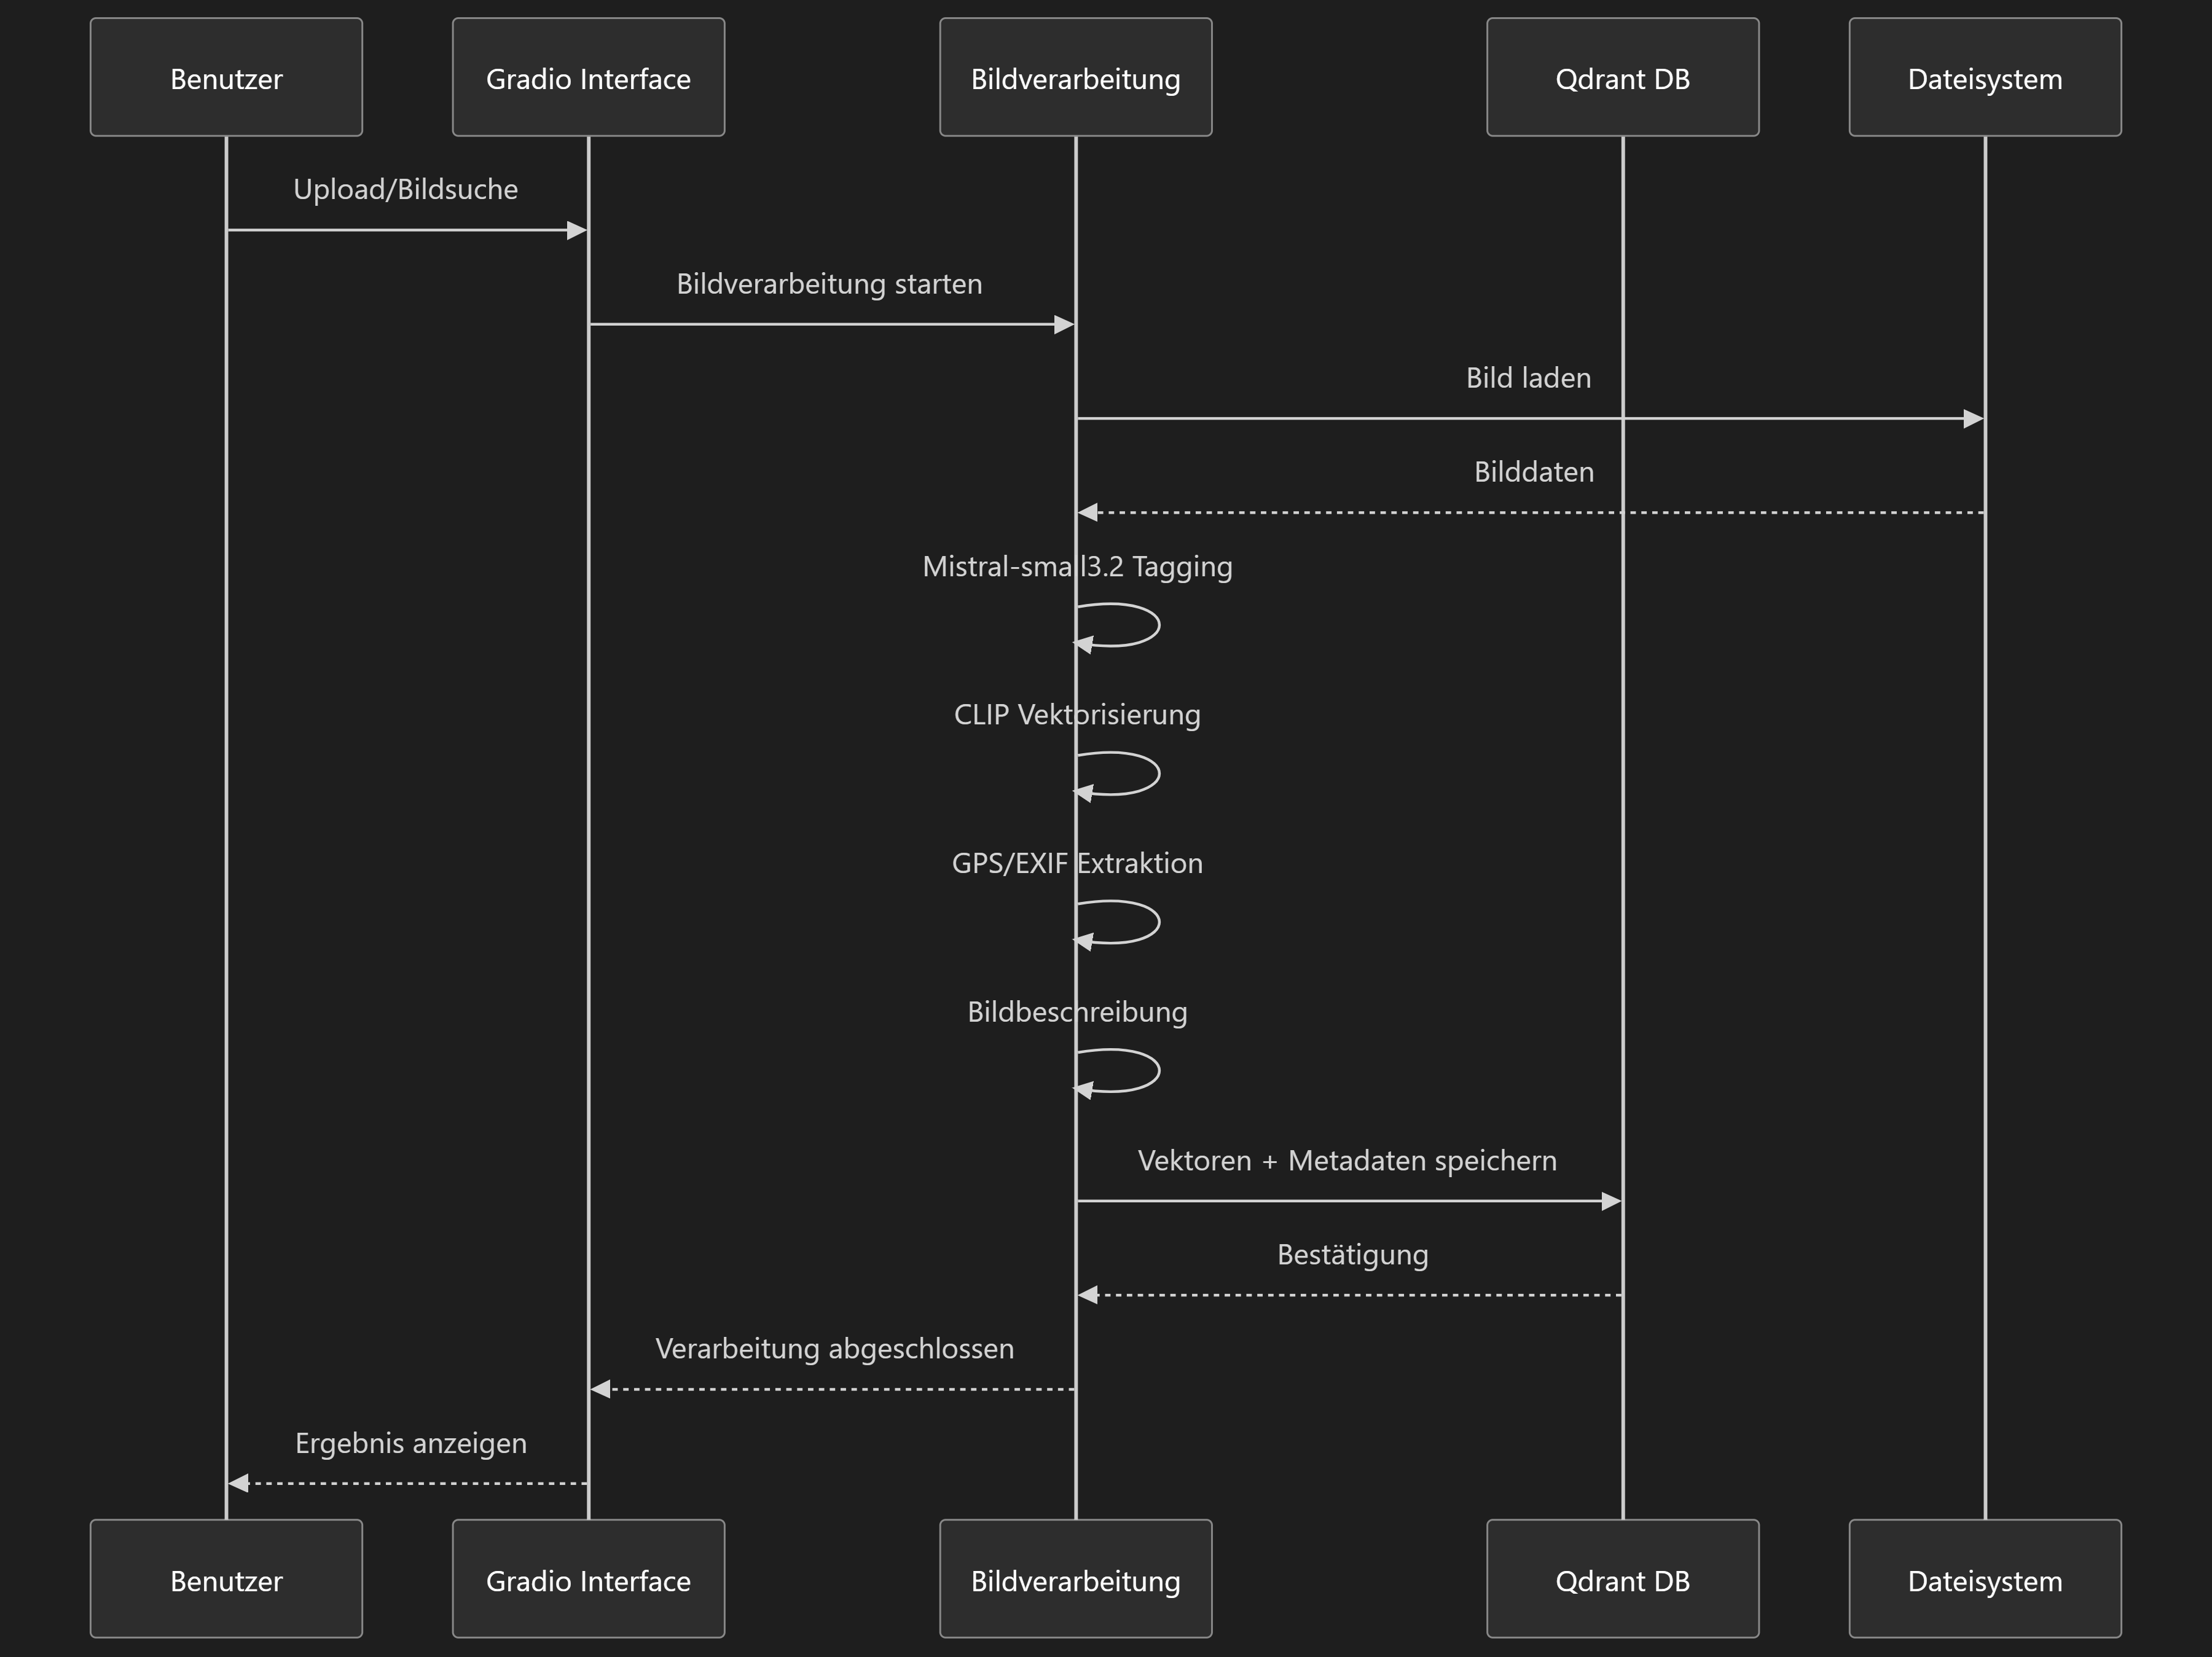 Benutzer
Gradio Interface
Bildverarbeitung
Qdrant DB
Dateisystem
Upload/Bildsuche
Bildverarbeitung starten
Bild laden
Bilddaten
Mistral-small3.2 Tagging
CLIP Vektorisierung
GPS/EXIF Extraktion
Bildbeschreibung
Vektoren + Metadaten speichern
Bestätigung
Verarbeitung abgeschlossen
Ergebnis anzeigen
Benutzer
Gradio Interface
Bildverarbeitung
Qdrant DB
Dateisystem